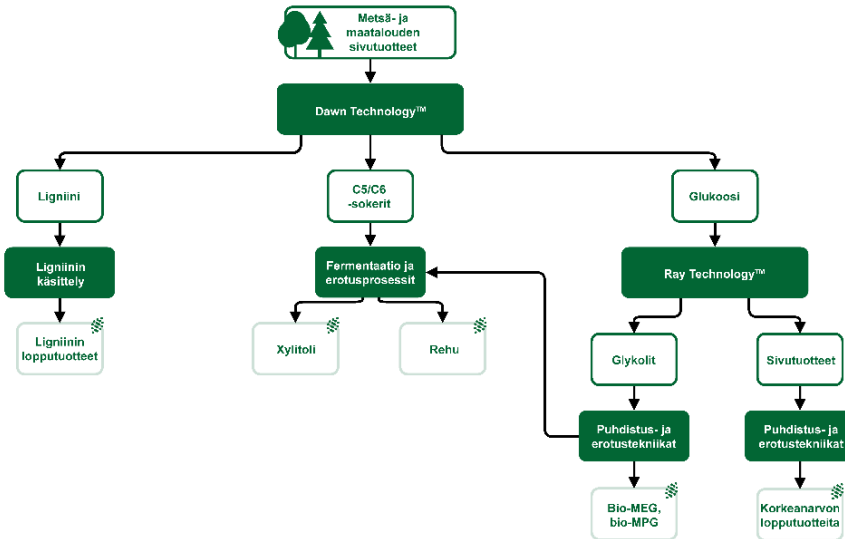 Metsä- ja
maatalouden
sivutuotteet
Dawn Technology™
Ligniini
C5/C6
-sokerit
Glukoosi
Ligniinin
käsittely
Fermentaatio ja
erotusprosessit
Ray Technology™
Ligniinin
lopputuotteet
Xylitoli
Rehu
Glykolit
Sivutuotteet
Puhdistus- ja
erotustekniikat
Puhdistus- ja
erotustekniikat
Bio-MEG,
bio-MPG
Korkeanarvon
lopputuotteita